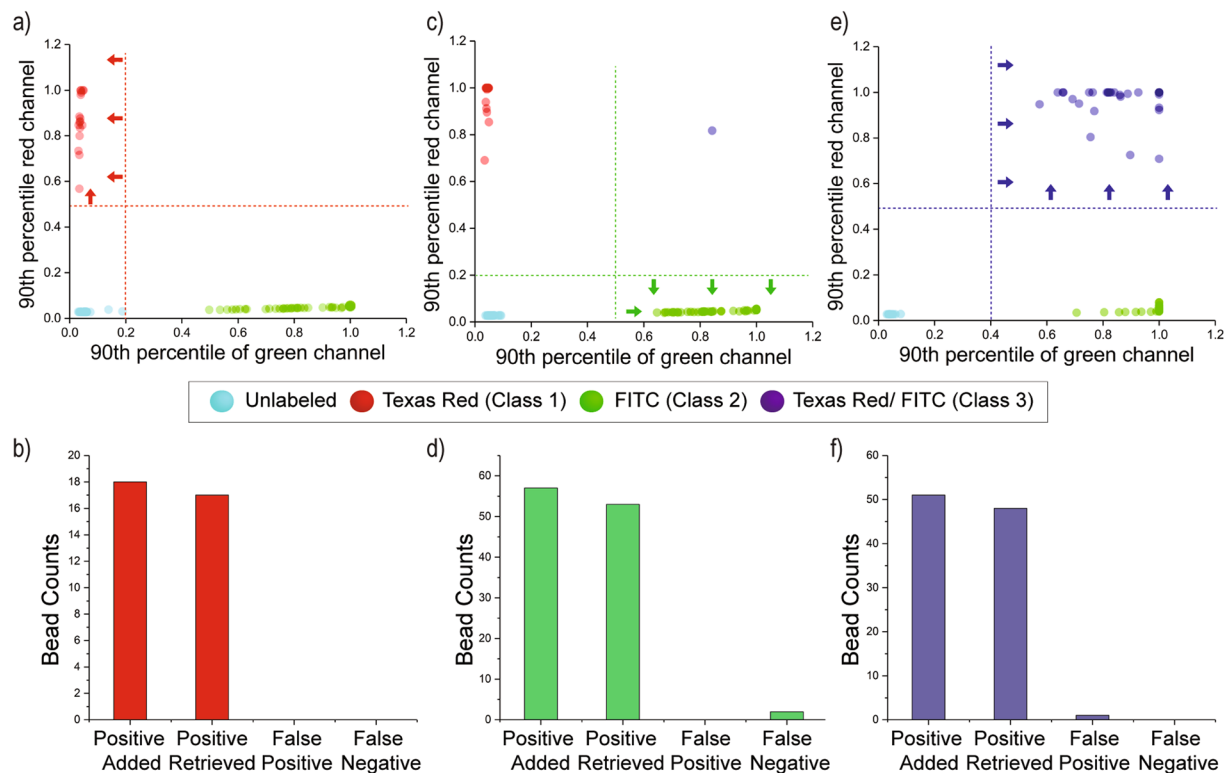 a)
1.2
1.0
0.8
0.6
0.4
0.2
0.0
90th percentile red channel
0.0 0.2 0.4 0.6 0.8 1.0 1.2
90th percentile of green channel
c)
1.2
1.0
0.8
0.6
0.4
0.2
0.0
90th percentile red channel
0.0 0.2 0.4 0.6 0.8 1.0 1.2
90th percentile of green channel
e)
1.2
1.0
0.8
0.6
0.4
0.2
0.0
90th percentile red channel
0.0 0.2 0.4 0.6 0.8 1.0 1.2
90th percentile of green channel
Unlabeled Texas Red (Class 1) FITC (Class 2) Texas Red/ FITC (Class 3)
b)
20
18
16
14
12
10
8
6
4
2
0
Bead Counts
Positive Positive False False
Added Retrieved Positive Negative
d)
60
50
40
30
20
10
0
Bead Counts
Positive Positive False False
Added Retrieved Positive Negative
f)
60
50
40
30
20
10
0
Bead Counts
Positive Positive False False
Added Retrieved Positive Negative